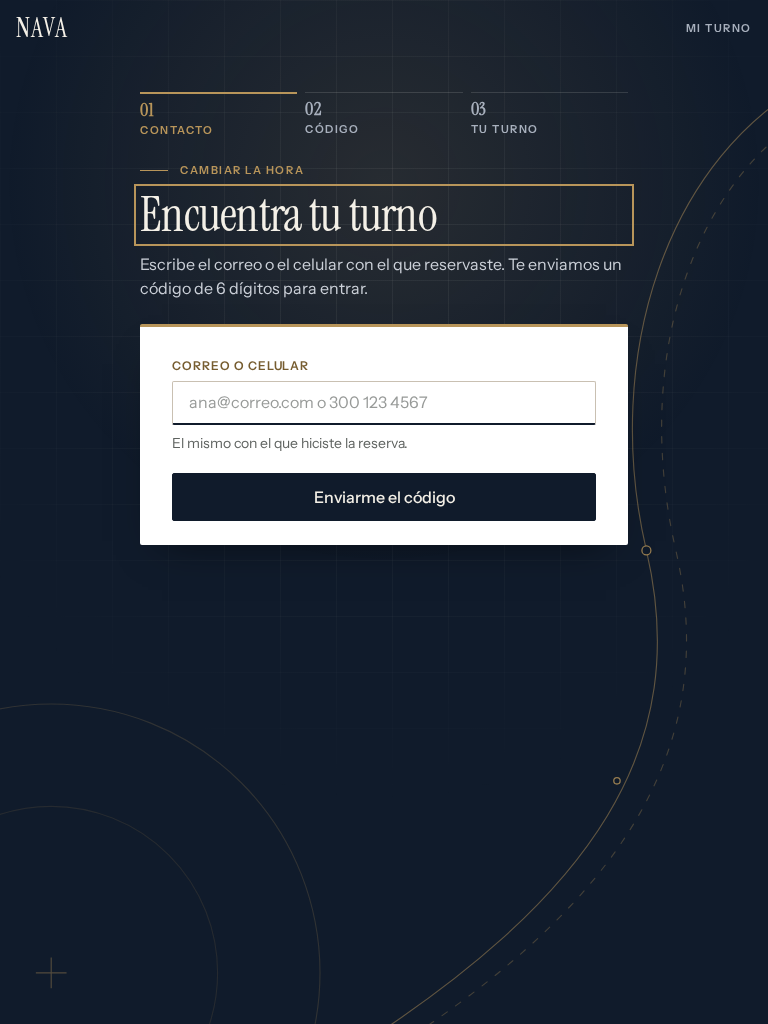 NAVA
MI TURNO
01
CONTACTO
02
CÓDIGO
03
TU TURNO
CAMBIAR LA HORA
Encuentra tu turno
Escribe el correo o el celular con el que reservaste. Te enviamos un
código de 6 dígitos para entrar.
CORREO O CELULAR
ana@correo.com o 300 123 4567
El mismo con el que hiciste la reserva.
Enviarme el código